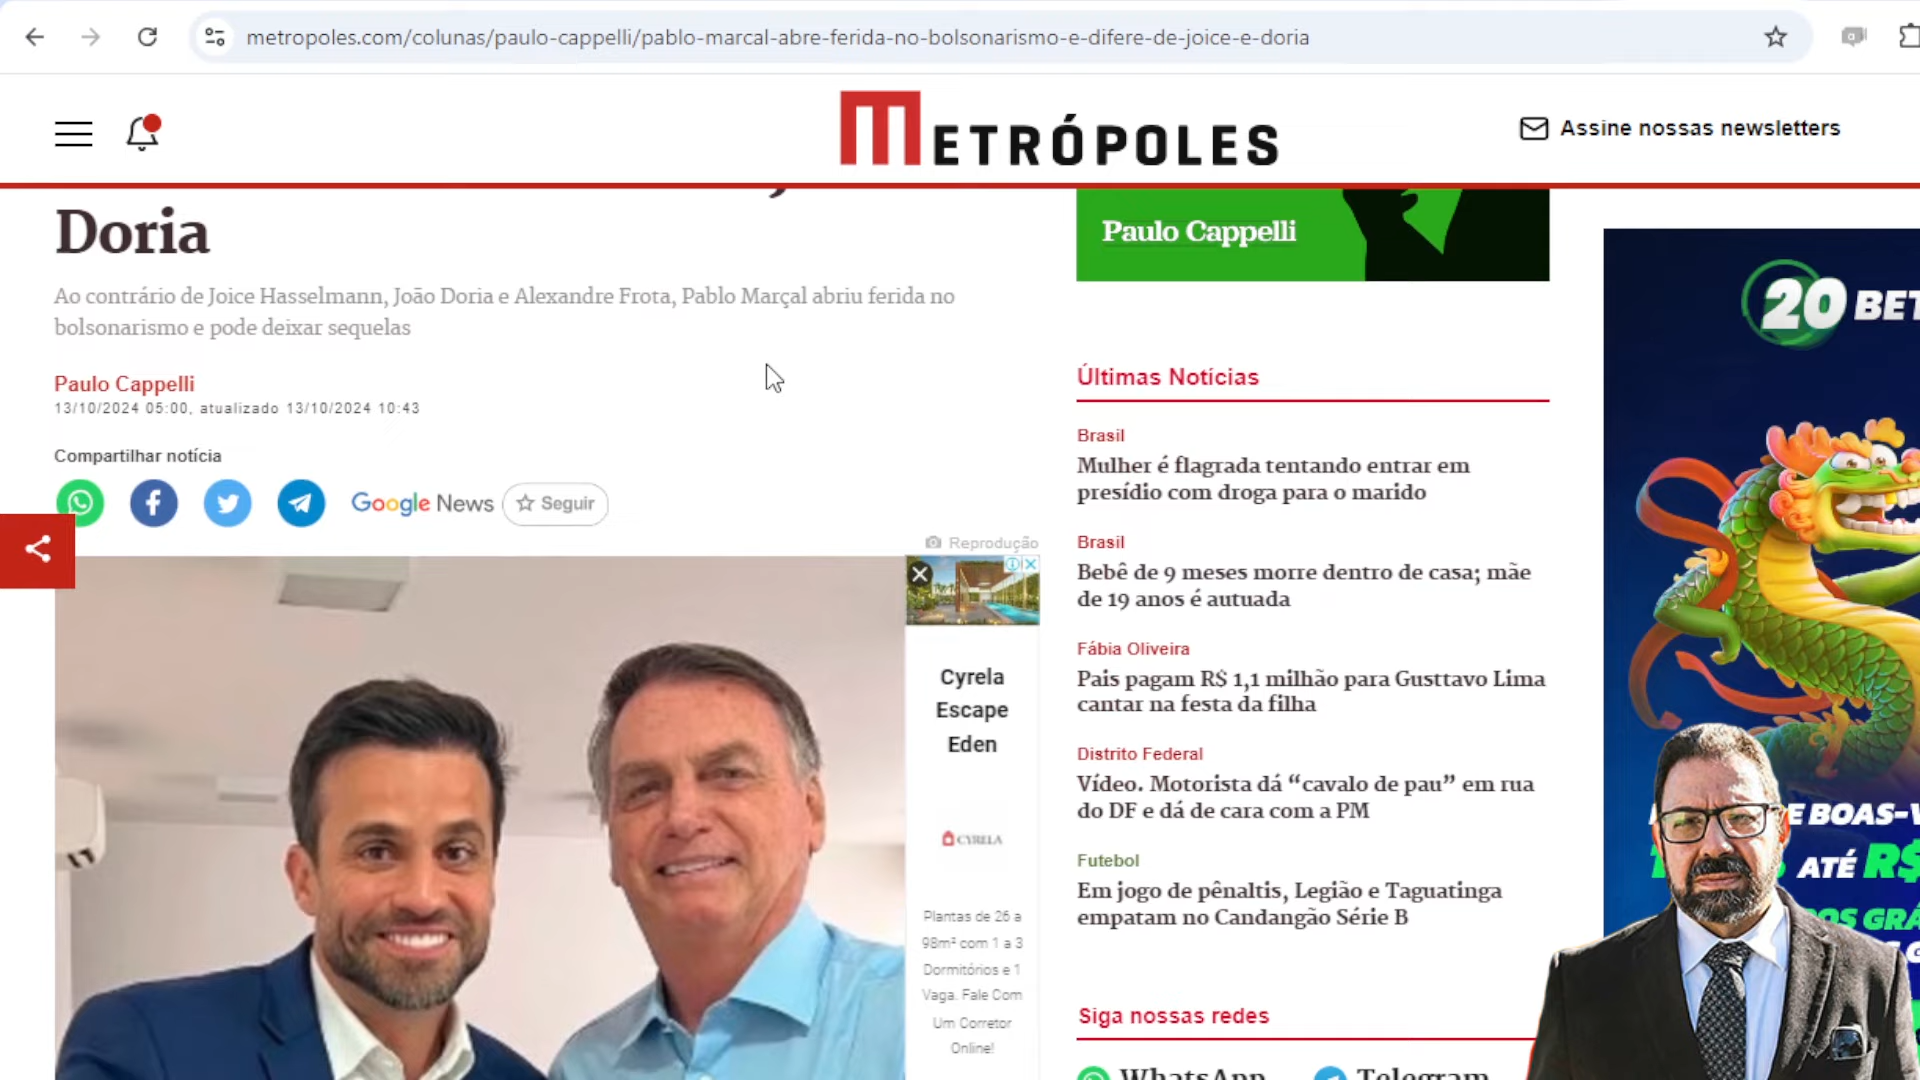 metropoles.com/colunas/paulo-cappelli/pablo-marcal-abre-ferida-no-bolsonarismo-e-difere-de-joice-e-doria
METRÓPOLES
Assine nossas newsletters
Doria
Ao contrário de Joice Hasselmann, João Doria e Alexandre Frota, Pablo Marçal abriu ferida no
bolsonarismo e pode deixar sequelas
Paulo Cappelli
13/10/2024 05:00, atualizado 13/10/2024 10:43
Compartilhar notícia
Google News
Seguir
Reprodução
Cyrela
Escape
Eden
CYRELA
Plantas de 26 a
98m² com 1 a 3
Dormitórios e 1
Vaga. Fale Com
Um Corretor
Online!
Paulo Cappelli
Últimas Notícias
Brasil
Mulher é flagrada tentando entrar em
presídio com droga para o marido
Brasil
Bebê de 9 meses morre dentro de casa; mãe
de 19 anos é autuada
Fábia Oliveira
Pais pagam R$ 1,1 milhão para Gusttavo Lima
cantar na festa da filha
Distrito Federal
Vídeo. Motorista dá “cavalo de pau” em rua
do DF e dá de cara com a PM
Futebol
Em jogo de pênaltis, Legião e Taguatinga
empatam no Candangão Série B
Siga nossas redes
WhatsApp
Telegram
20 BET
E BOAS-V
ATÉ R$
OS GRÁ